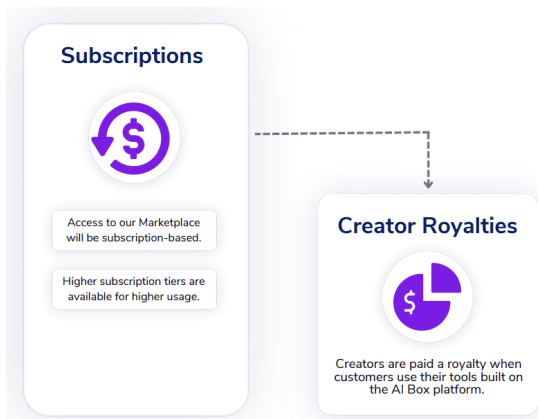 Subscriptions
$
Access to our Marketplace
will be subscription-based.
Higher subscription tiers are
available for higher usage.
Creator Royalties
$
Creators are paid a royalty when
customers use their tools built on
the AI Box platform.